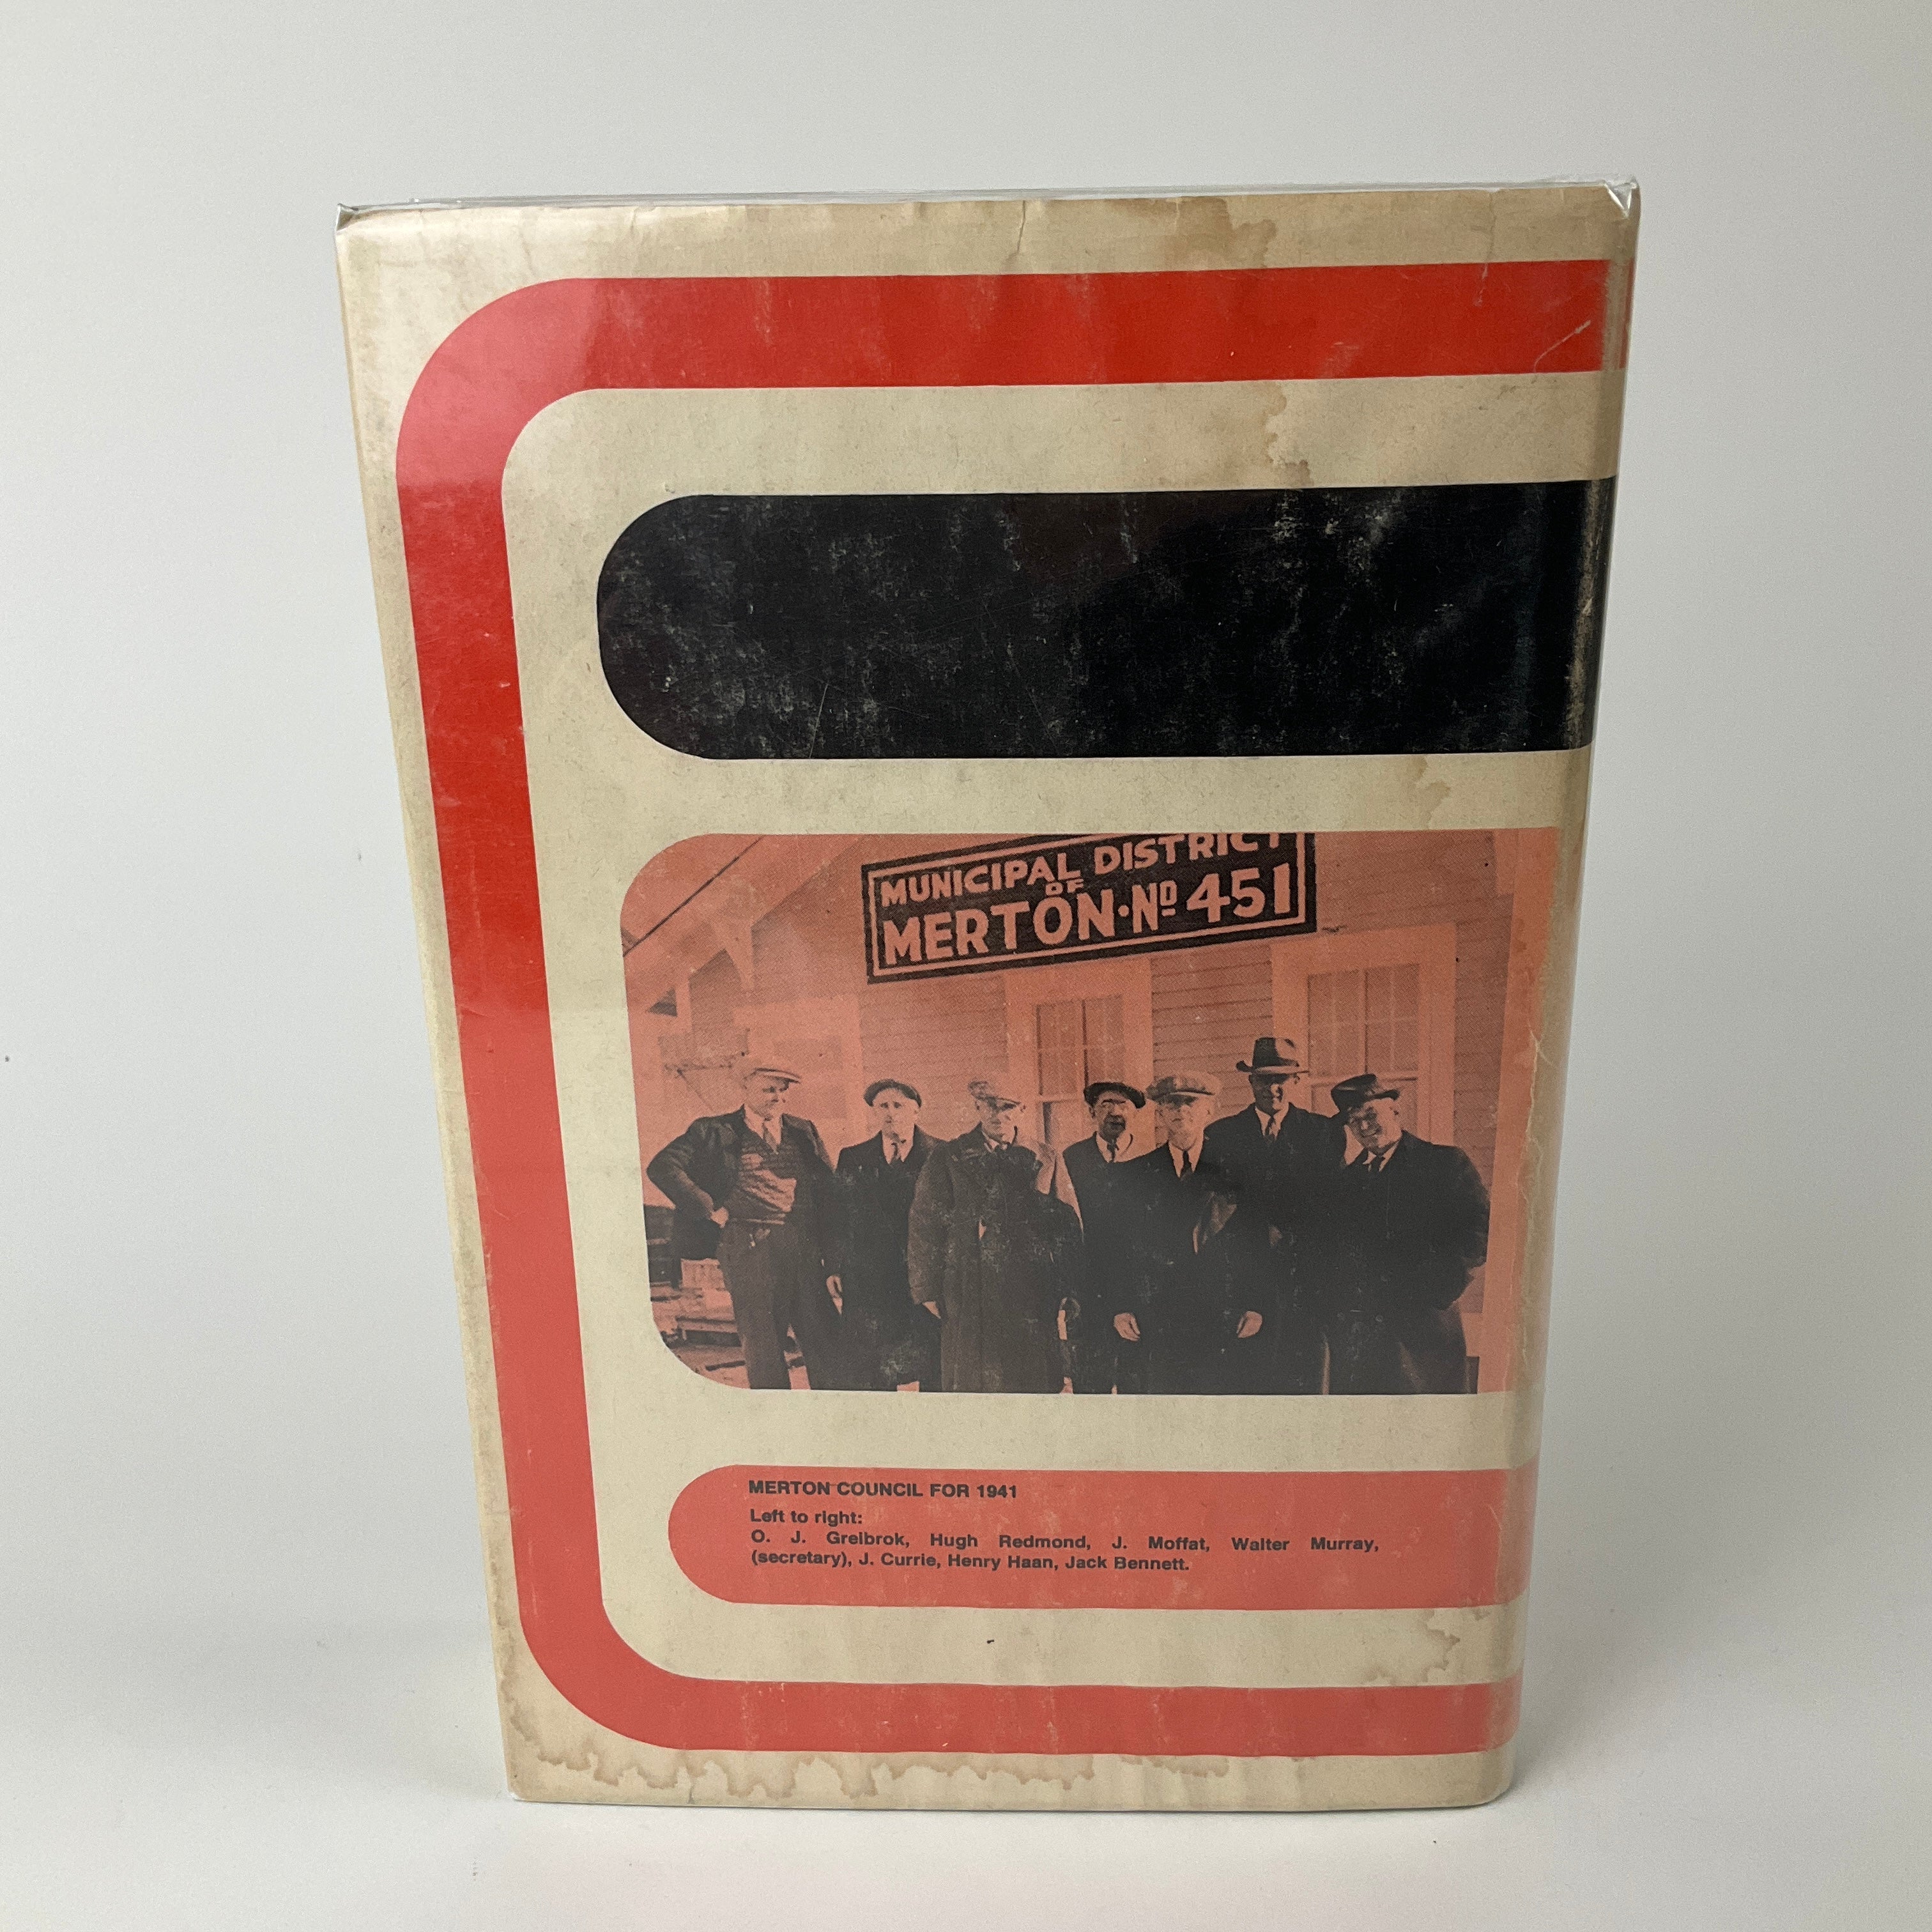 MUNICIPAL DISTRICT
OF
MERTON·No 451
MERTON COUNCIL FOR 1941
Left to right:
O. J. Greibrok, Hugh Redmond, J. Moffat, Walter Murray,
(secretary), J. Currie, Henry Haan, Jack Bennett.